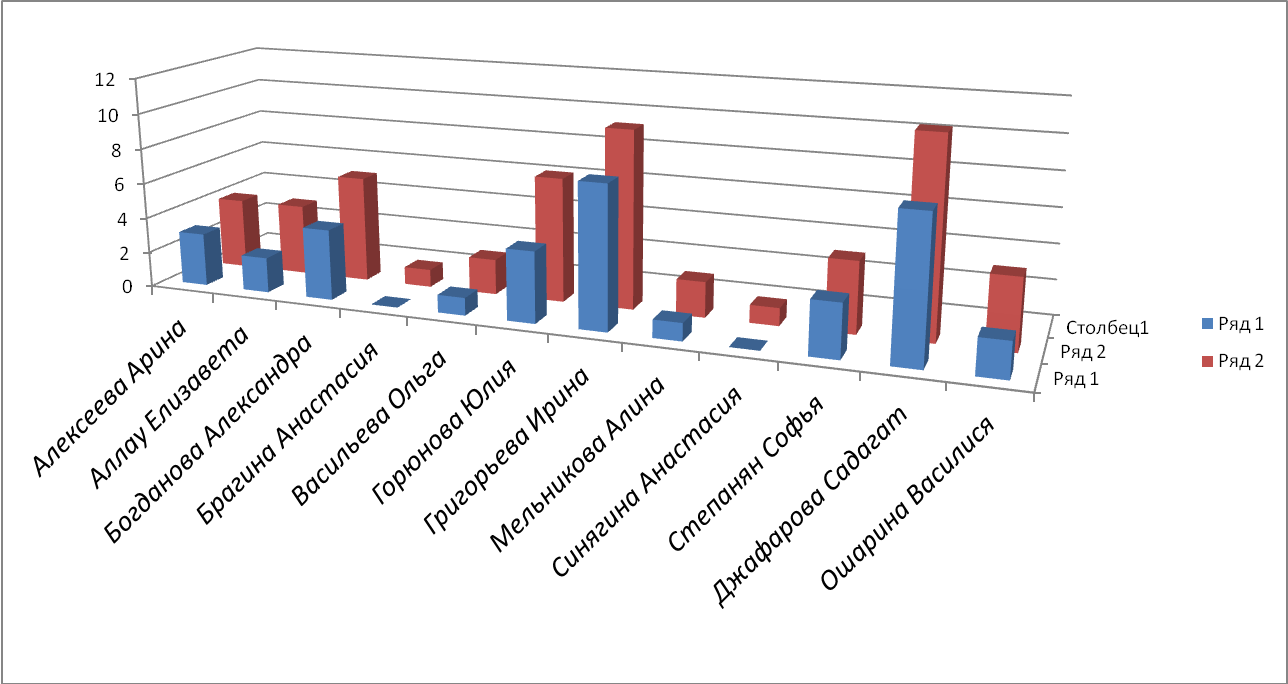 12
10
8
6
4
2
0
Алексеева Арина
Аллау Елизавета
Богданова Александра
Брагина Анастасия
Васильева Ольга
Горюнова Юлия
Григорьева Ирина
Мельникова Алина
Синягина Анастасия
Степанян Софья
Джафарова Садагат
Ошарина Василися
Столбец1
Ряд 2
Ряд 1
Ряд 1
Ряд 2